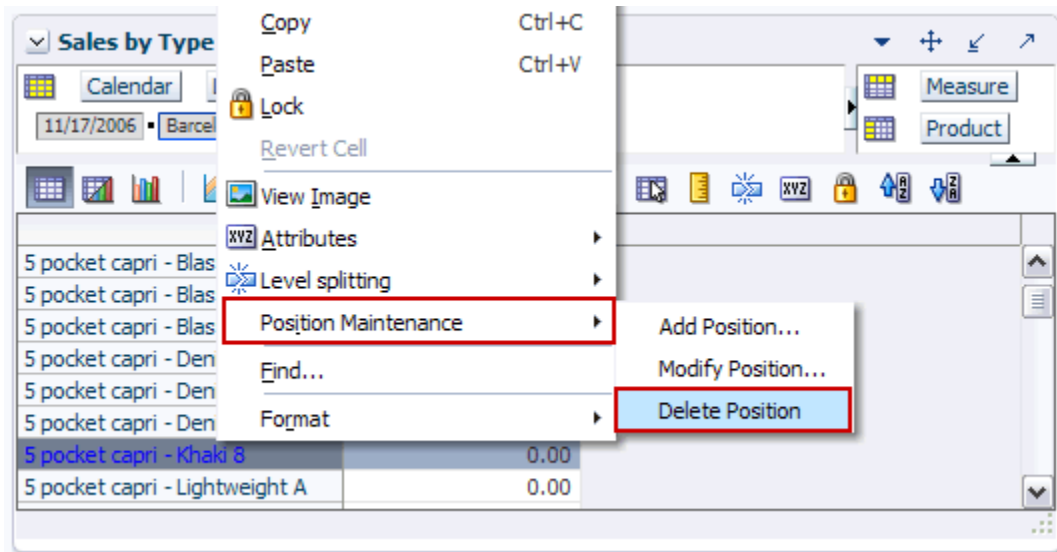 Sales by Type
Copy Ctrl+C
Paste Ctrl+V
Lock
Revert Cell
View Image
XYZ Attributes
Level splitting
Position Maintenance
Find...
Format
Add Position...
Modify Position...
Delete Position
Calendar
11/17/2006
Measure
Product
XYZ
5 pocket capri - Blas
5 pocket capri - Blas
5 pocket capri - Blas
5 pocket capri - Den
5 pocket capri - Den
5 pocket capri - Den
5 pocket capri - Khaki 8 0.00
5 pocket capri - Lightweight A 0.00